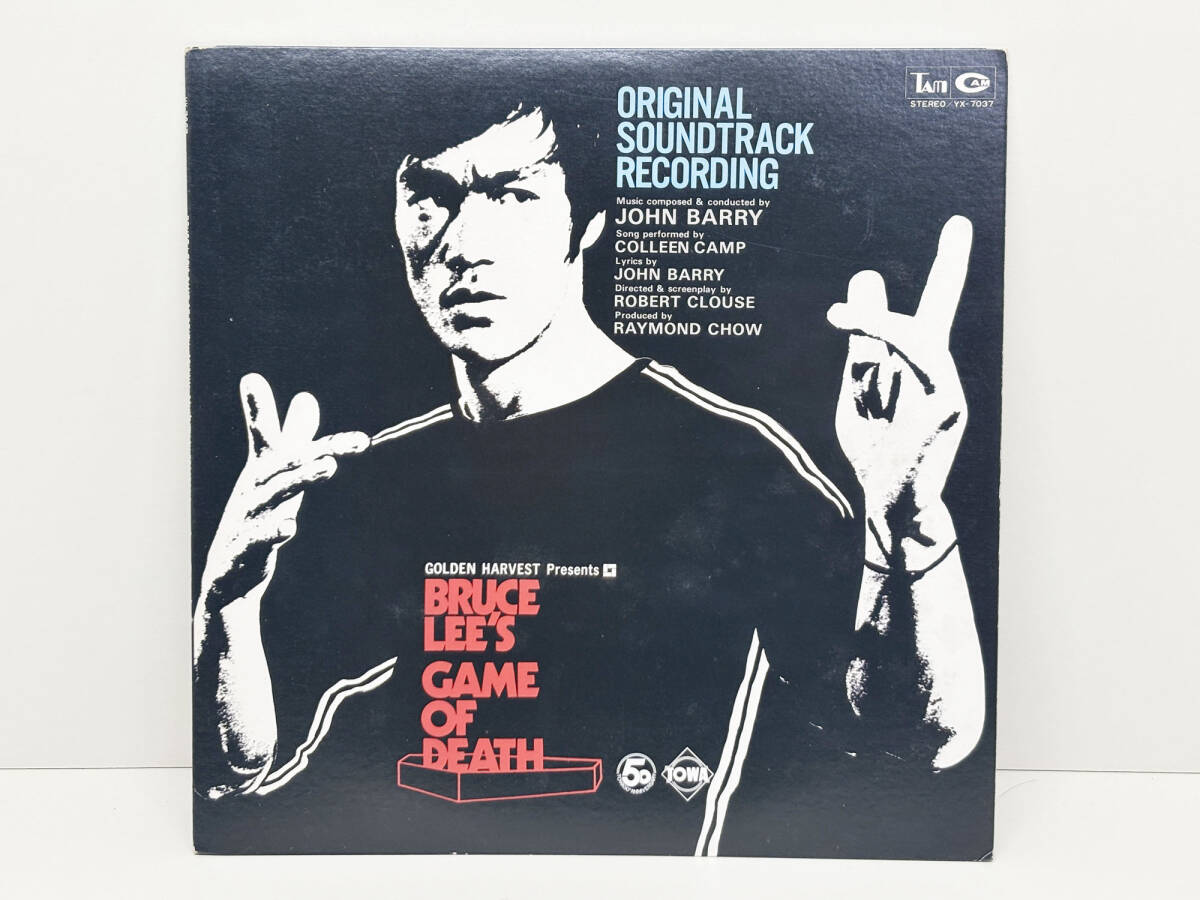 TAM CAM
STEREO/YX-7037
ORIGINAL
SOUNDTRACK
RECORDING
Music composed & conducted by
JOHN BARRY
Song performed by
COLLEEN CAMP
Lyrics by
JOHN BARRY
Directed & screenplay by
ROBERT CLOUSE
Produced by
RAYMOND CHOW
GOLDEN HARVEST Presents
BRUCE
LEE'S
GAME
OF
DEATH
50
TOWA